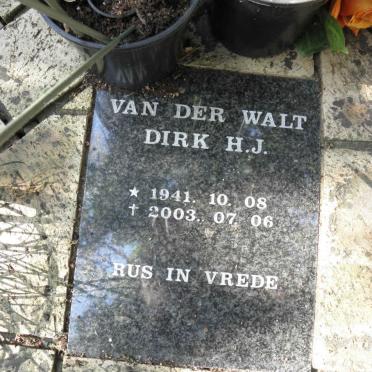 VAN DER WALT
DIRK H.J.
★ 1941. 10. 08
† 2003. 07. 06
RUS IN VREDE